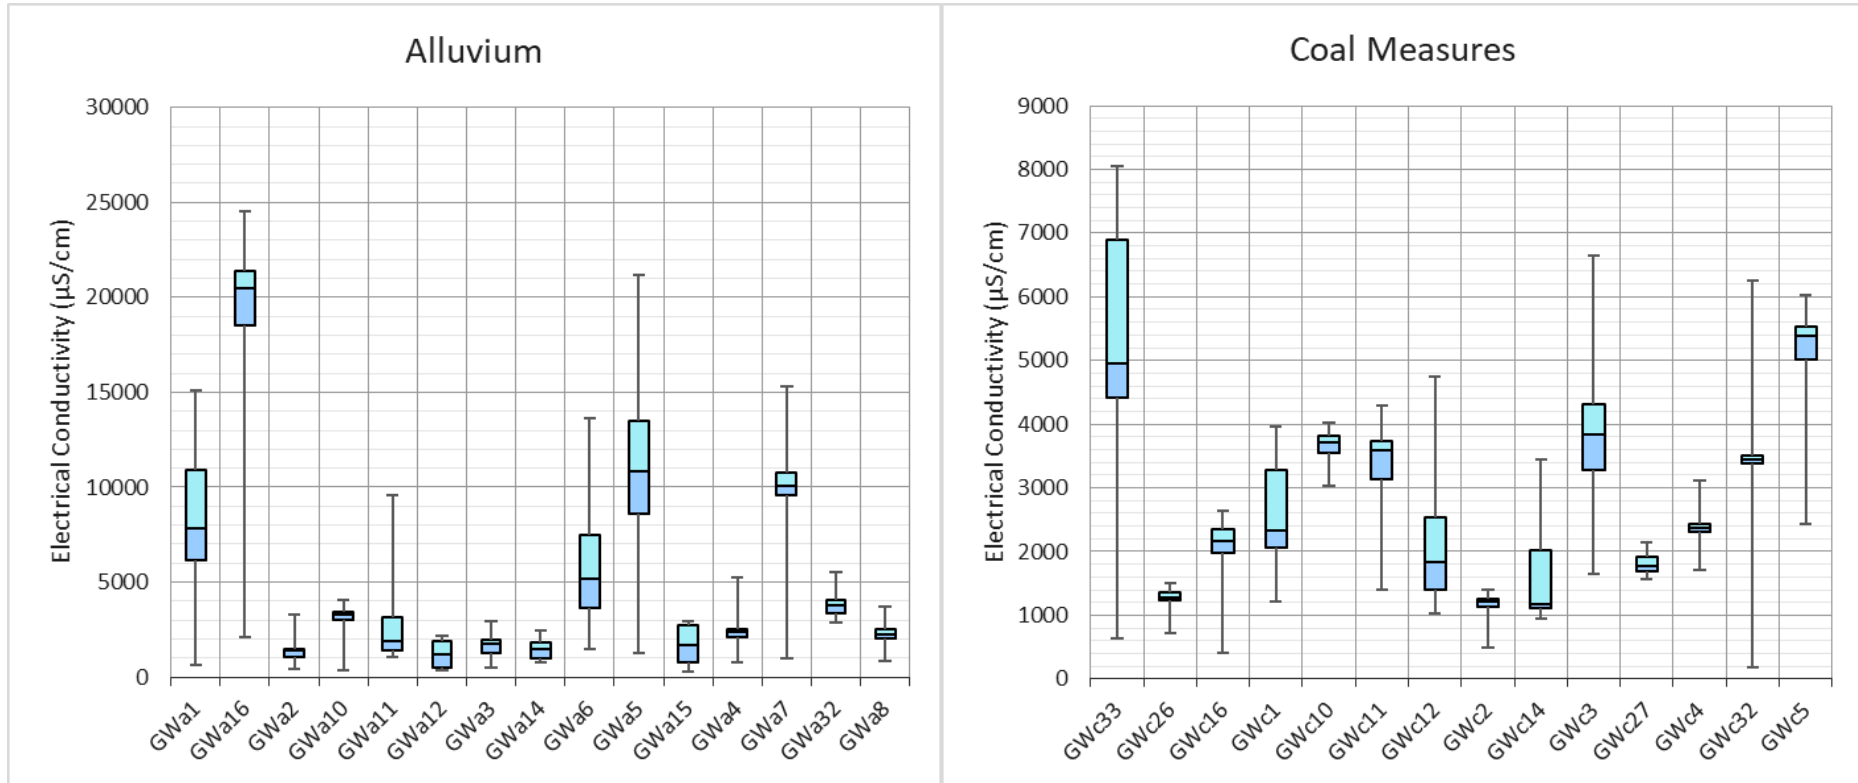 Alluvium
Electrical Conductivity (µS/cm)
30000
25000
20000
15000
10000
5000
0
GWa1
GWa16
GWa2
GWa10
GWa11
GWa12
GWa3
GWa14
GWa6
GWa5
GWa15
GWa4
GWa7
GWa32
GWa8
Coal Measures
Electrical Conductivity (µS/cm)
9000
8000
7000
6000
5000
4000
3000
2000
1000
0
GWc33
GWc26
GWc16
GWc1
GWc10
GWc11
GWc12
GWc2
GWc14
GWc3
GWc27
GWc4
GWc32
GWc5